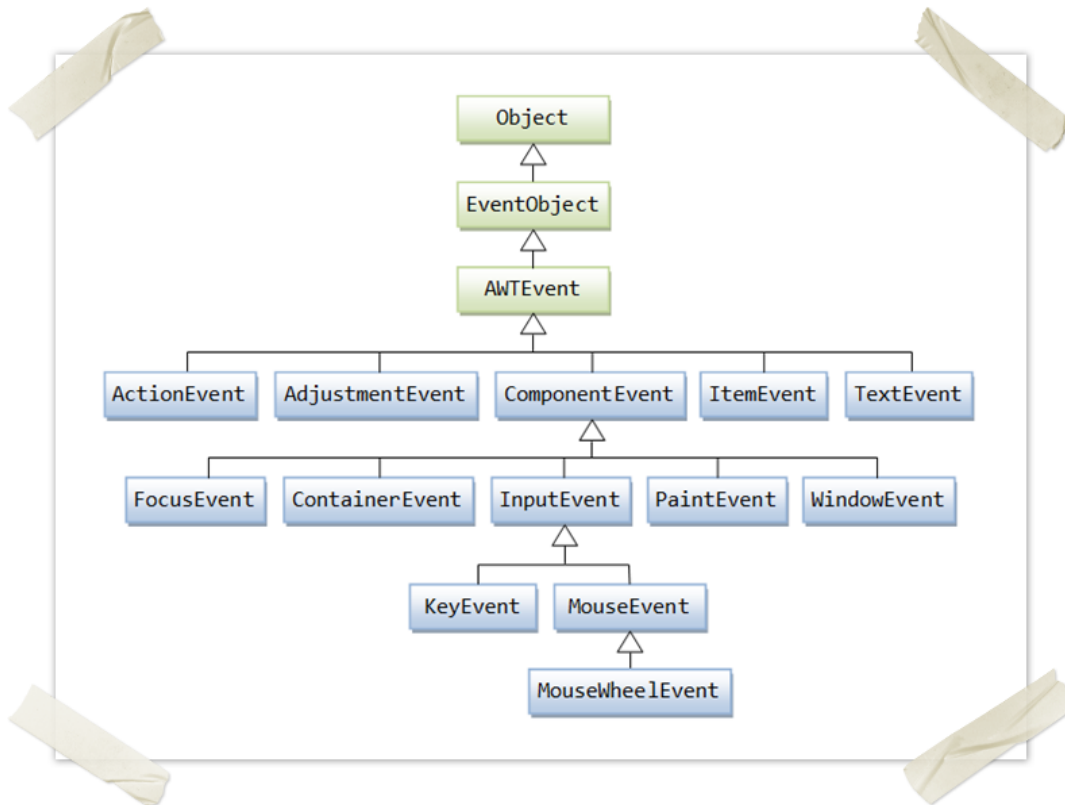 Object
EventObject
AWTEvent
ActionEvent AdjustmentEvent ComponentEvent ItemEvent TextEvent
FocusEvent ContainerEvent InputEvent PaintEvent WindowEvent
KeyEvent MouseEvent
MouseWheelEvent